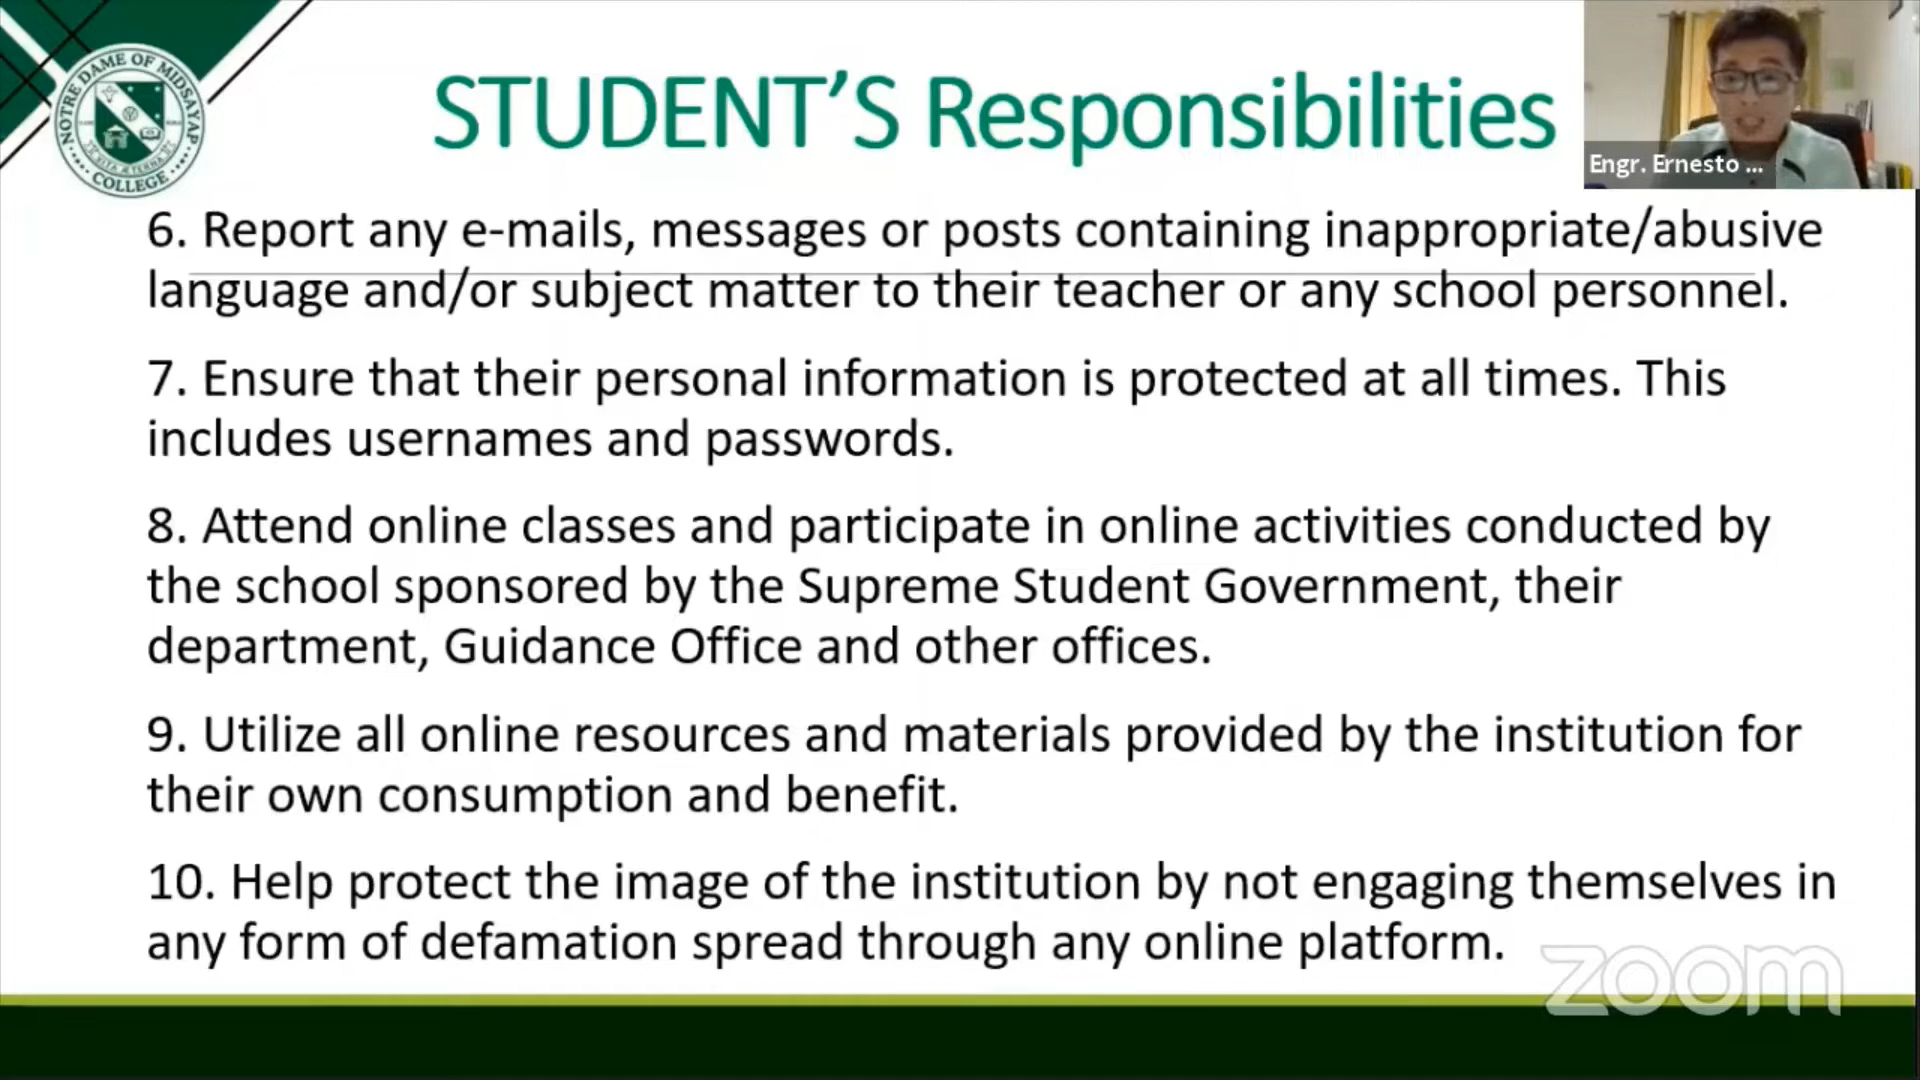 NOTRE DAME OF MIDSAYAP
COLLEGE
STUDENT’S Responsibilities
Engr. Ernesto ...
6. Report any e-mails, messages or posts containing inappropriate/abusive
language and/or subject matter to their teacher or any school personnel.
7. Ensure that their personal information is protected at all times. This
includes usernames and passwords.
8. Attend online classes and participate in online activities conducted by
the school sponsored by the Supreme Student Government, their
department, Guidance Office and other offices.
9. Utilize all online resources and materials provided by the institution for
their own consumption and benefit.
10. Help protect the image of the institution by not engaging themselves in
any form of defamation spread through any online platform.
zoom